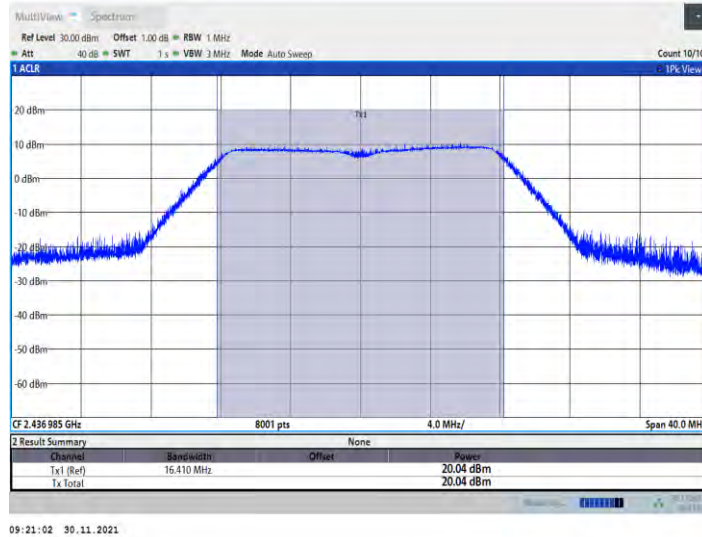 MultiView Spectrum
Ref Level 30.00 dBm Offset 1.00 dB RBW 1 MHz
Att 40 dB SWT 1 s VBW 3 MHz Mode Auto Sweep Count 10/10
1 ACLR 1Pk View
Tx1
20 dBm
10 dBm
0 dBm
-10 dBm
-20 dBm
-30 dBm
-40 dBm
-50 dBm
-60 dBm
CF 2.436 985 GHz 8001 pts 4.0 MHz/ Span 40.0 MH
2 Result Summary None
Channel Bandwidth Offset Power
Tx1 (Ref) 16.410 MHz 20.04 dBm
Tx Total 20.04 dBm
09:21:02 30.11.2021